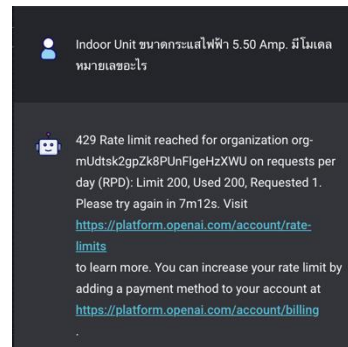 Indoor Unit ขนาดกระแสไฟฟ้า 5.50 Amp. มีโมเดล
หมายเลขอะไร
429 Rate limit reached for organization org-
mUdtsk2gpZk8PUnFlgeHzXWU on requests per
day (RPD): Limit 200, Used 200, Requested 1.
Please try again in 7m12s. Visit
https://platform.openai.com/account/rate-
limits
to learn more. You can increase your rate limit by
adding a payment method to your account at
https://platform.openai.com/account/billing
.